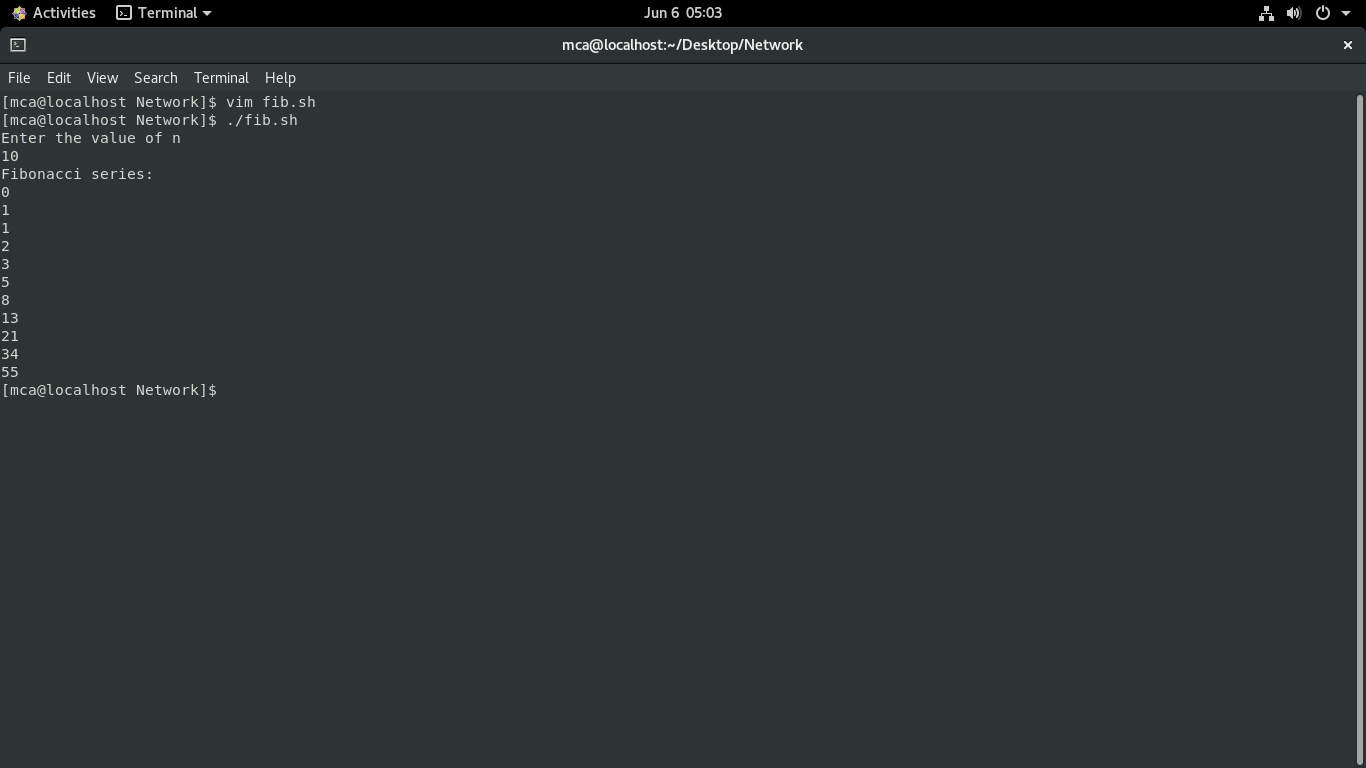 Activities Terminal Jun 6 05:03
mca@localhost:~/Desktop/Network
File Edit View Search Terminal Help
[mca@localhost Network]$ vim fib.sh
[mca@localhost Network]$ ./fib.sh
Enter the value of n
10
Fibonacci series:
0
1
1
2
3
5
8
13
21
34
55
[mca@localhost Network]$